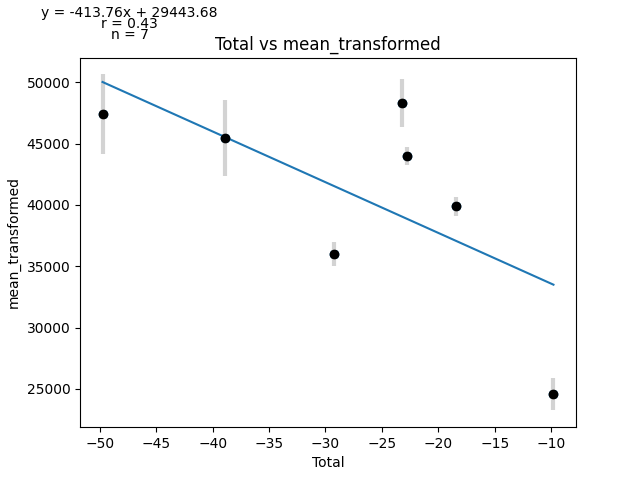 y = -413.76x + 29443.68
r = 0.43
n = 7
Total vs mean_transformed
50000
45000
40000
35000
30000
25000
mean_transformed
−50 −45 −40 −35 −30 −25 −20 −15 −10
Total